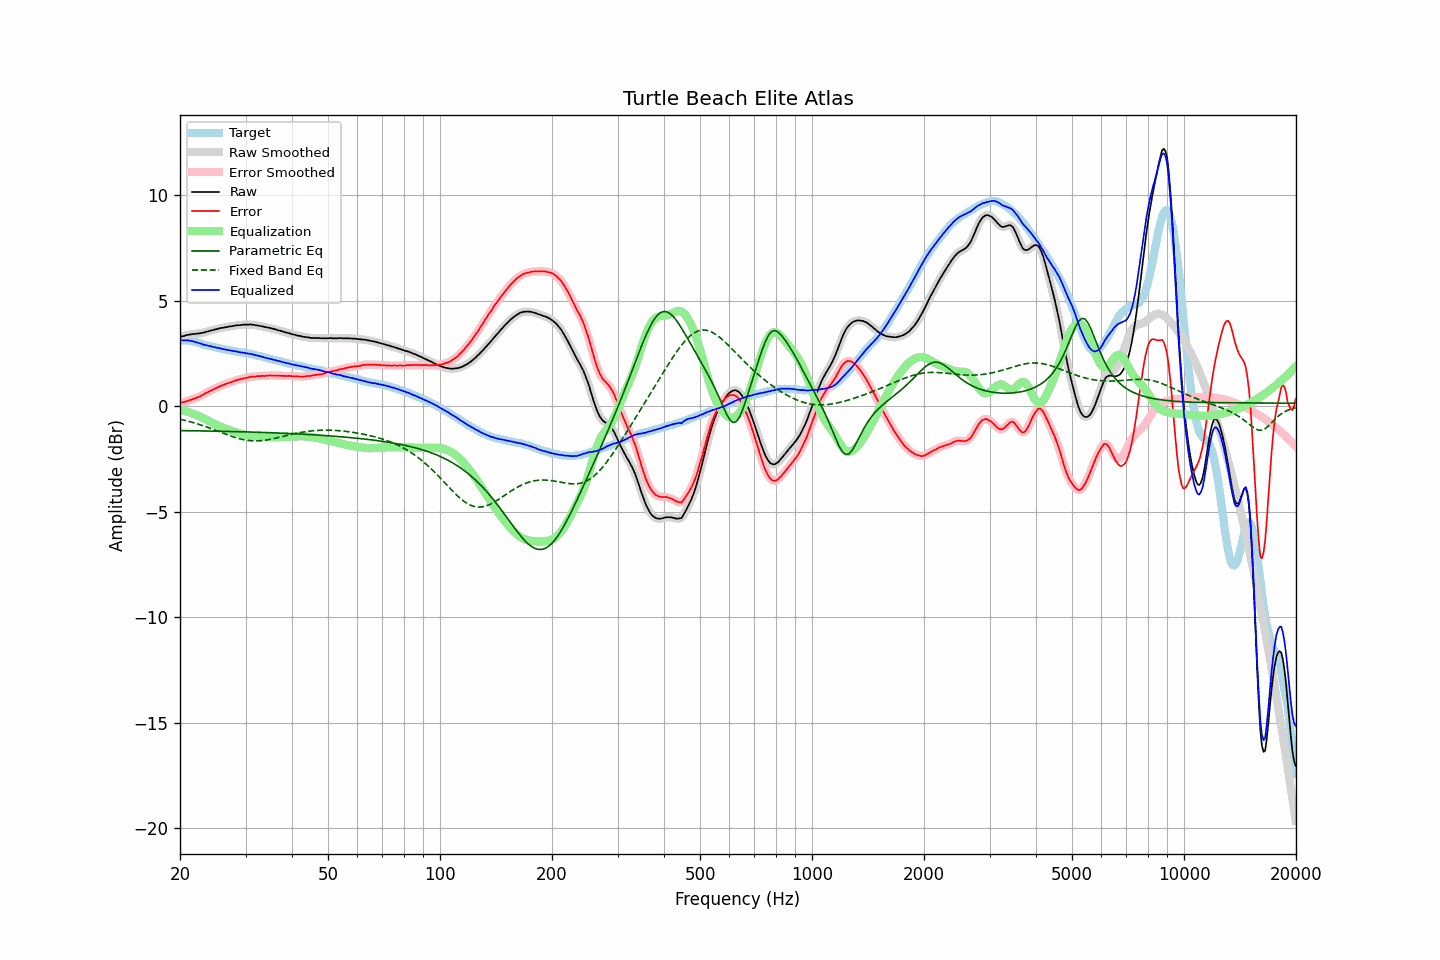 Turtle Beach Elite Atlas
Target
Raw Smoothed
Error Smoothed
Raw
Error
Equalization
Parametric Eq
Fixed Band Eq
Equalized
10
5
0
−5
−10
−15
−20
Amplitude (dBr)
20
50
100
200
500
1000
2000
5000
10000
20000
Frequency (Hz)